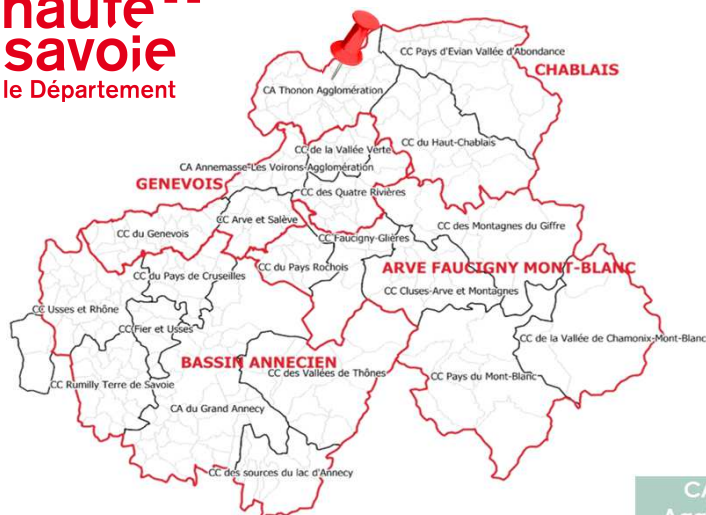 haute
savoie
le Département
CC Pays d'Evian Vallée d'Abondance
CHABLAIS
CA Thonon Agglomération
CC de la Vallée Verte
CC du Haut-Chablais
CA Annemasse-Les Voirons-Agglomération
GENEVOIS
CC des Quatre Rivières
CC Arve et Salève
CC du Genevois
CC des Montagnes du Giffre
CC Faucigny-Glières
CC du Pays Rochois
ARVE FAUCIGNY MONT-BLANC
CC du Pays de Cruseilles
CC Cluses-Arve et Montagnes
CC Usses et Rhône
CC Fier et Usses
CC de la Vallée de Chamonix-Mont-Blanc
BASSIN ANNECIEN
CC des Vallées de Thônes
CC Pays du Mont-Blanc
CC Rumilly Terre de Savoie
CA du Grand Annecy
CC des sources du lac d'Annecy
CA